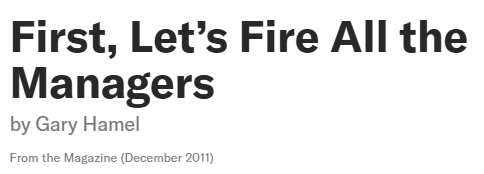 First, Let’s Fire All the
Managers
by Gary Hamel
From the Magazine (December 2011)